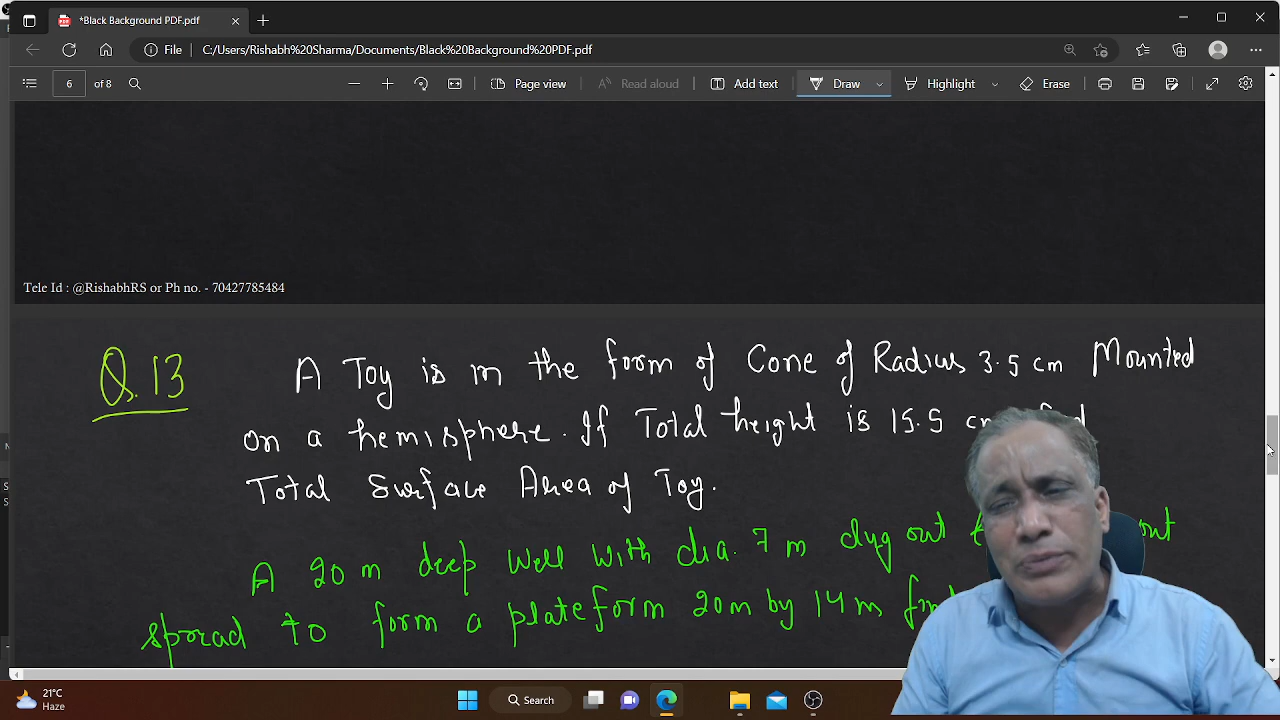 *Black Background PDF.pdf
File C:/Users/Rishabh%20Sharma/Documents/Black%20Background%20PDF.pdf
6 of 8 Page view Read aloud Add text Draw Highlight Erase
Tele Id : @RishabhRS or Ph no. - 70427785484
Q.13 A Toy is in the form of Cone of Radius 3.5 cm Mounted
on a hemisphere. If Total height is 15.5
Total Surface Area of Toy.
A 20 m deep well with dia. 7 m dug out out
spread to form a plateform 20m by 14 m
21°C
Haze
Search